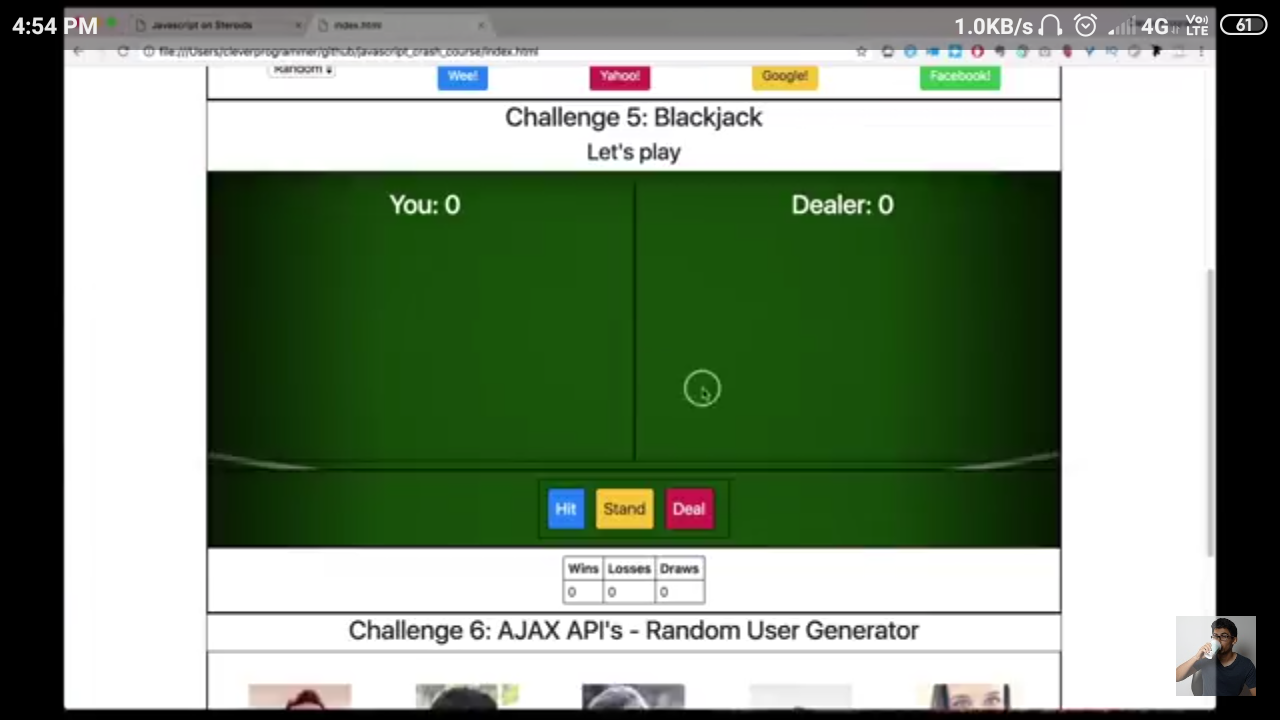 4:54 PM
1.0KB/s 4G Vo) LTE 61
Javascript on Steroids
index.html
file:///Users/cleverprogrammer/github/javascript_crash_course/index.html
Random
Wee!
Yahoo!
Google!
Facebook!
Challenge 5: Blackjack
Let's play
You: 0
Dealer: 0
Hit
Stand
Deal
Wins Losses Draws
0 0 0
Challenge 6: AJAX API's - Random User Generator